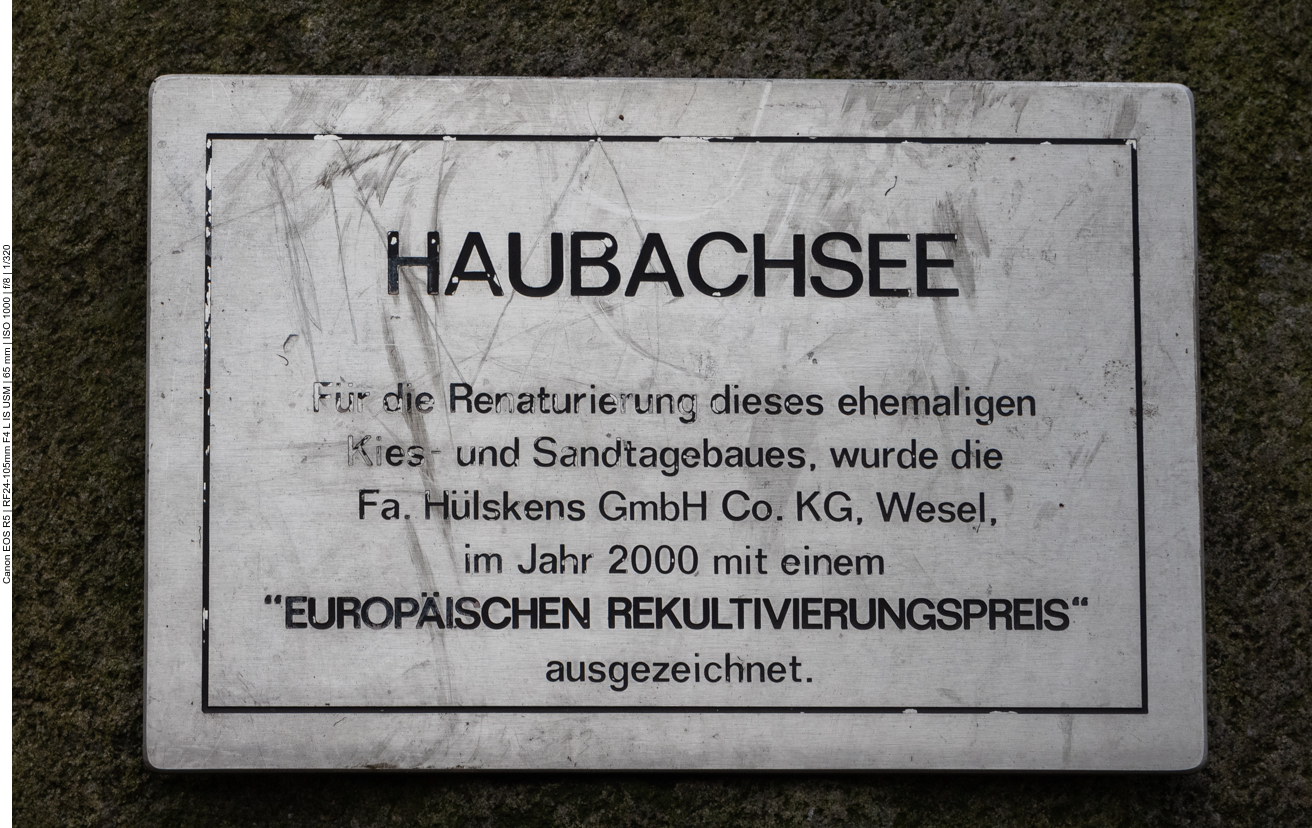 HAUBACHSEE
Für die Renaturierung dieses ehemaligen
Kies- und Sandtagebaues, wurde die
Fa. Hülskens GmbH Co. KG, Wesel,
im Jahr 2000 mit einem
“EUROPÄISCHEN REKULTIVIERUNGSPREIS“
ausgezeichnet.
Canon EOS R5 | RF24-105mm F4 L IS USM | 65 mm | ISO 1000 | f/8 | 1/320